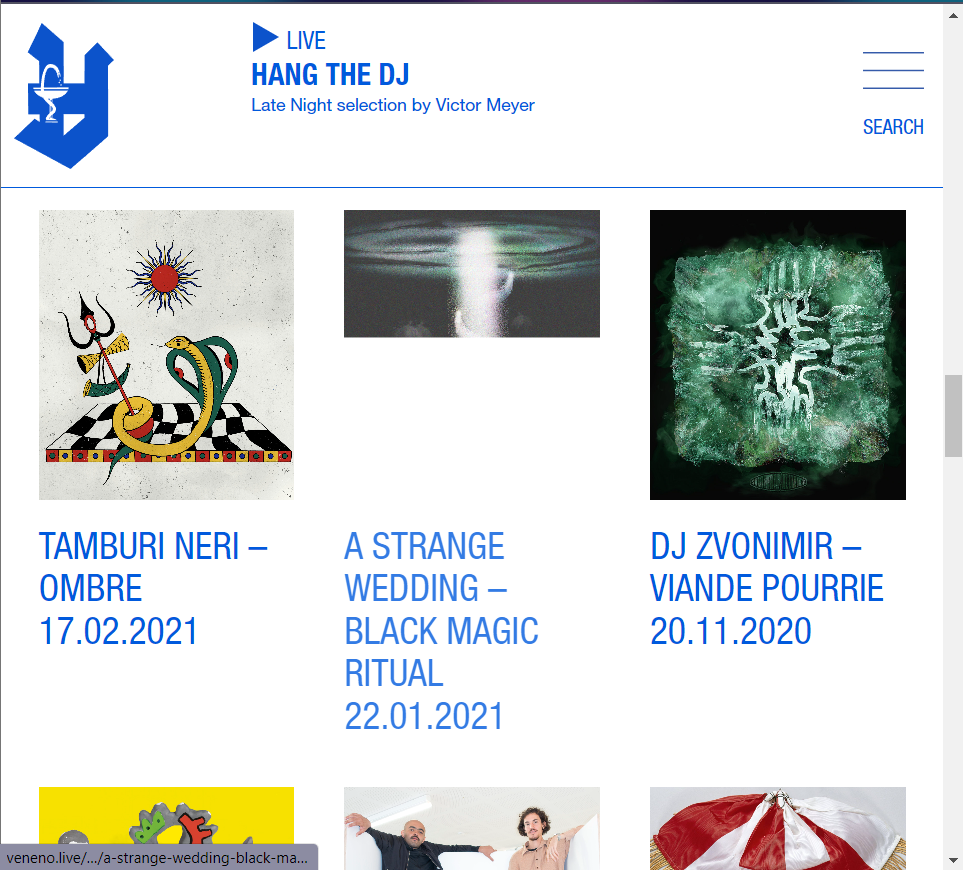 LIVE
HANG THE DJ
Late Night selection by Victor Meyer
SEARCH
TAMBURI NERI –
OMBRE
17.02.2021
A STRANGE
WEDDING –
BLACK MAGIC
RITUAL
22.01.2021
DJ ZVONIMIR –
VIANDE POURRIE
20.11.2020
veneno.live/.../a-strange-wedding-black-ma...